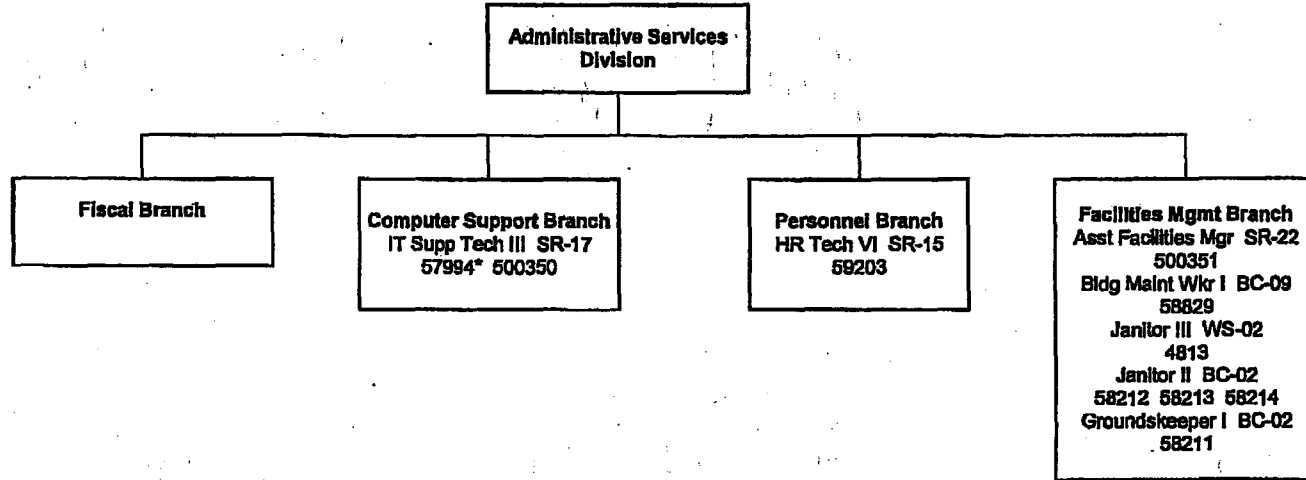 Administrative Services
Division
Fiscal Branch
Computer Support Branch
IT Supp Tech III SR-17
57994* 500350
Personnel Branch
HR Tech VI SR-15
59203
Facilities Mgmt Branch
Asst Facilities Mgr SR-22
500351
Bldg Maint Wkr I BC-09
58829
Janitor III WS-02
4813
Janitor II BC-02
58212 58213 58214
Groundskeeper I BC-02
58211